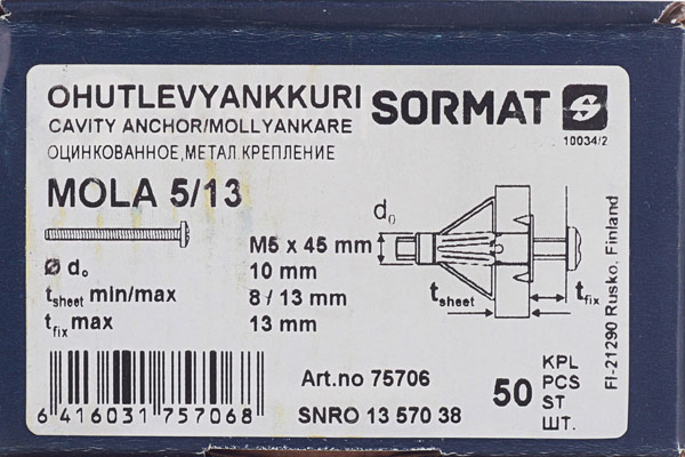 OHUTLEVYANKKURI
CAVITY ANCHOR/MOLLYANKARE
ОЦИНКОВАННОЕ,МЕТАЛ.КРЕПЛЕНИЕ
SORMAT S
10034/2
MOLA 5/13
M5 x 45 mm
Ø d₀ 10 mm
tsheet min/max 8 / 13 mm
tfix max 13 mm
d₀
tsheet tfix
Art.no 75706
SNRO 13 570 38
50
KPL
PCS
ST
ШТ.
6 416031 757068
FI-21290 Rusko, Finland